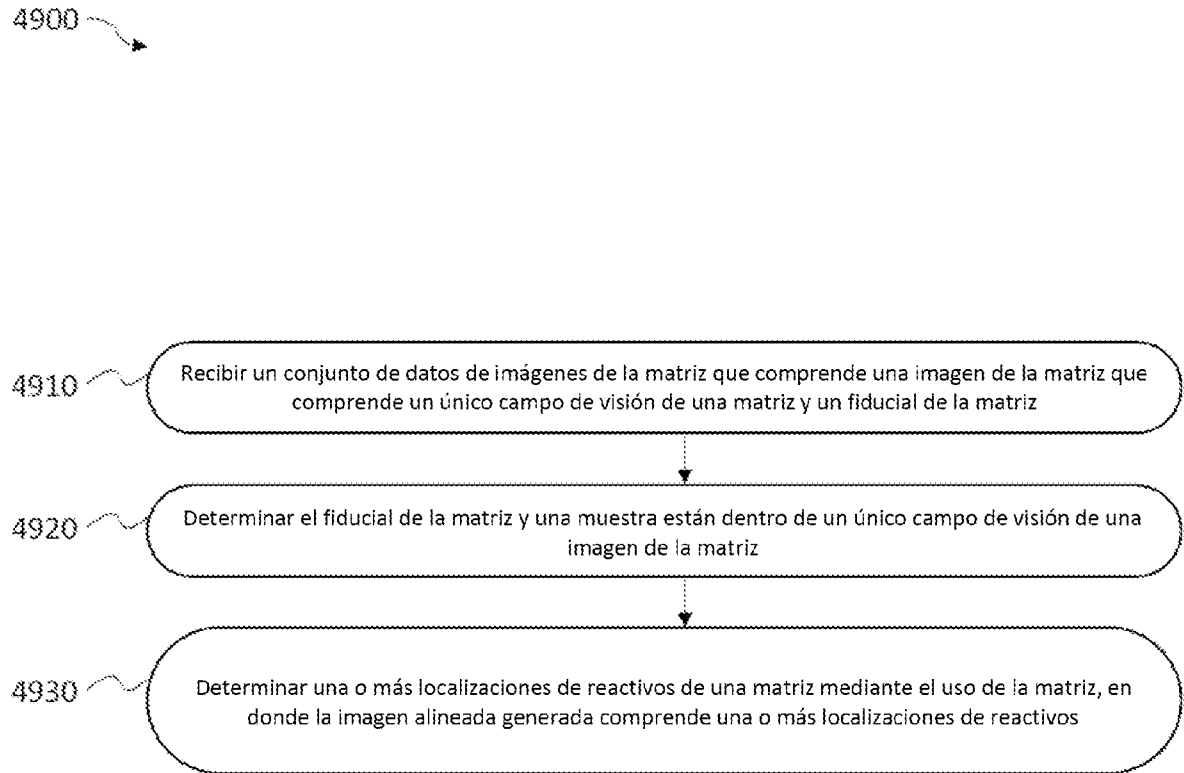 4900
4910
Recibir un conjunto de datos de imágenes de la matriz que comprende una imagen de la matriz que
comprende un único campo de visión de una matriz y un fiducial de la matriz
4920
Determinar el fiducial de la matriz y una muestra están dentro de un único campo de visión de una
imagen de la matriz
4930
Determinar una o más localizaciones de reactivos de una matriz mediante el uso de la matriz, en
donde la imagen alineada generada comprende una o más localizaciones de reactivos